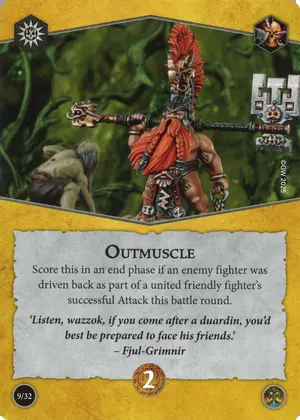 ©GW 2025
OUTMUSCLE
Score this in an end phase if an enemy fighter was
driven back as part of a united friendly fighter's
successful Attack this battle round.
'Listen, wazzok, if you come after a duardin, you'd
best be prepared to face his friends.'
– Fjul-Grimnir
9/32
2